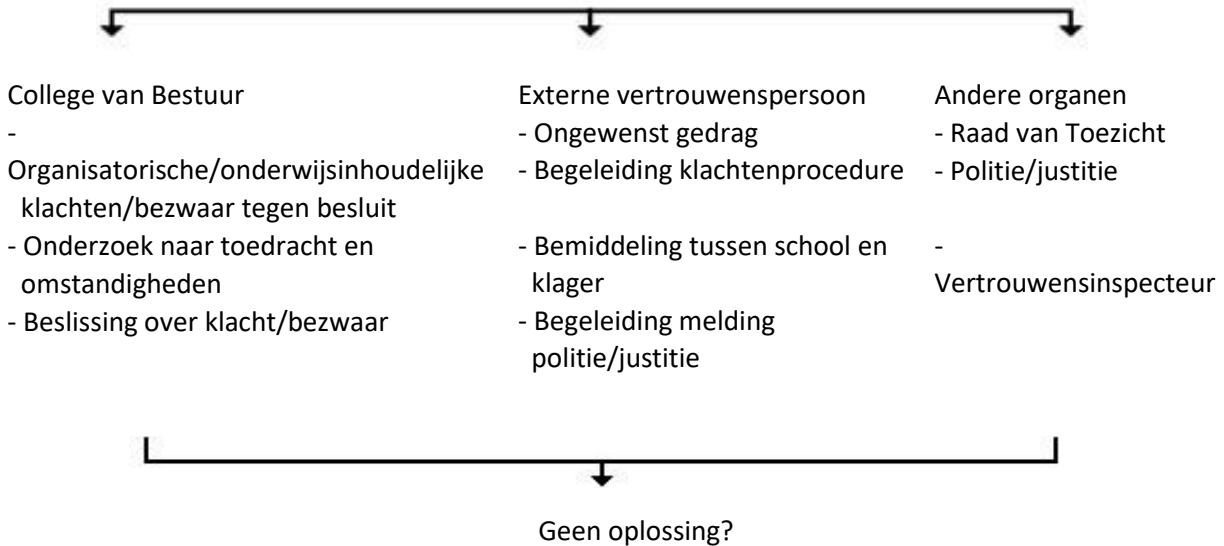 College van Bestuur
-
Organisatorische/onderwijsinhoudelijke
klachten/bezwaar tegen besluit
- Onderzoek naar toedracht en
omstandigheden
- Beslissing over klacht/bezwaar
Externe vertrouwenspersoon
- Ongewenst gedrag
- Begeleiding klachtenprocedure
- Bemiddeling tussen school en
klager
- Begeleiding melding
politie/justitie
Andere organen
- Raad van Toezicht
- Politie/justitie
-
Vertrouwensinspecteur
Geen oplossing?